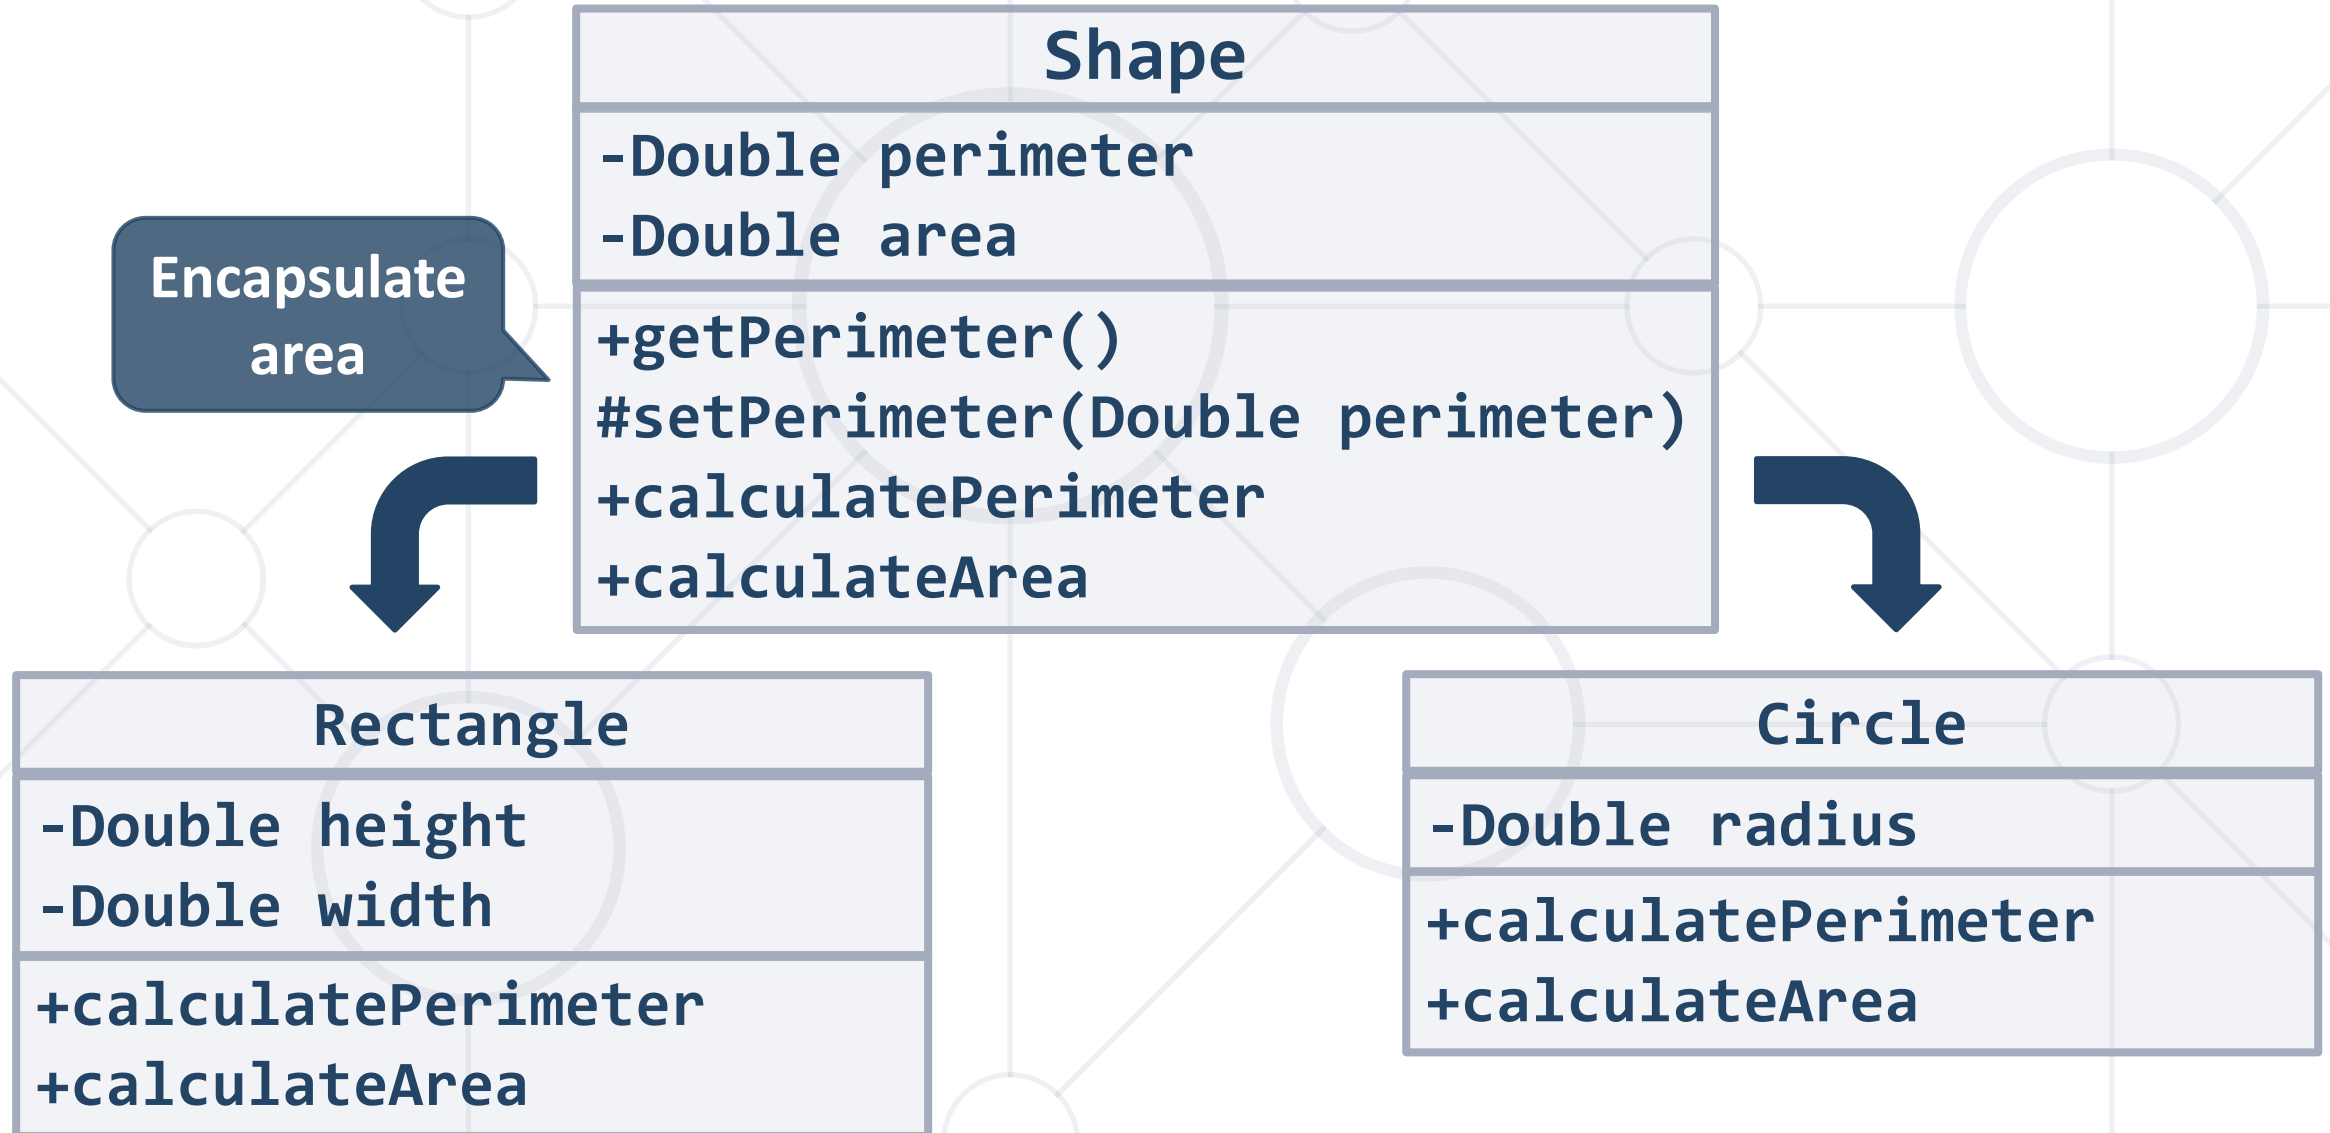 Shape
-Double perimeter
-Double area
Encapsulate
area
+getPerimeter()
#setPerimeter(Double perimeter)
+calculatePerimeter
+calculateArea
Rectangle
-Double height
-Double width
+calculatePerimeter
+calculateArea
Circle
-Double radius
+calculatePerimeter
+calculateArea